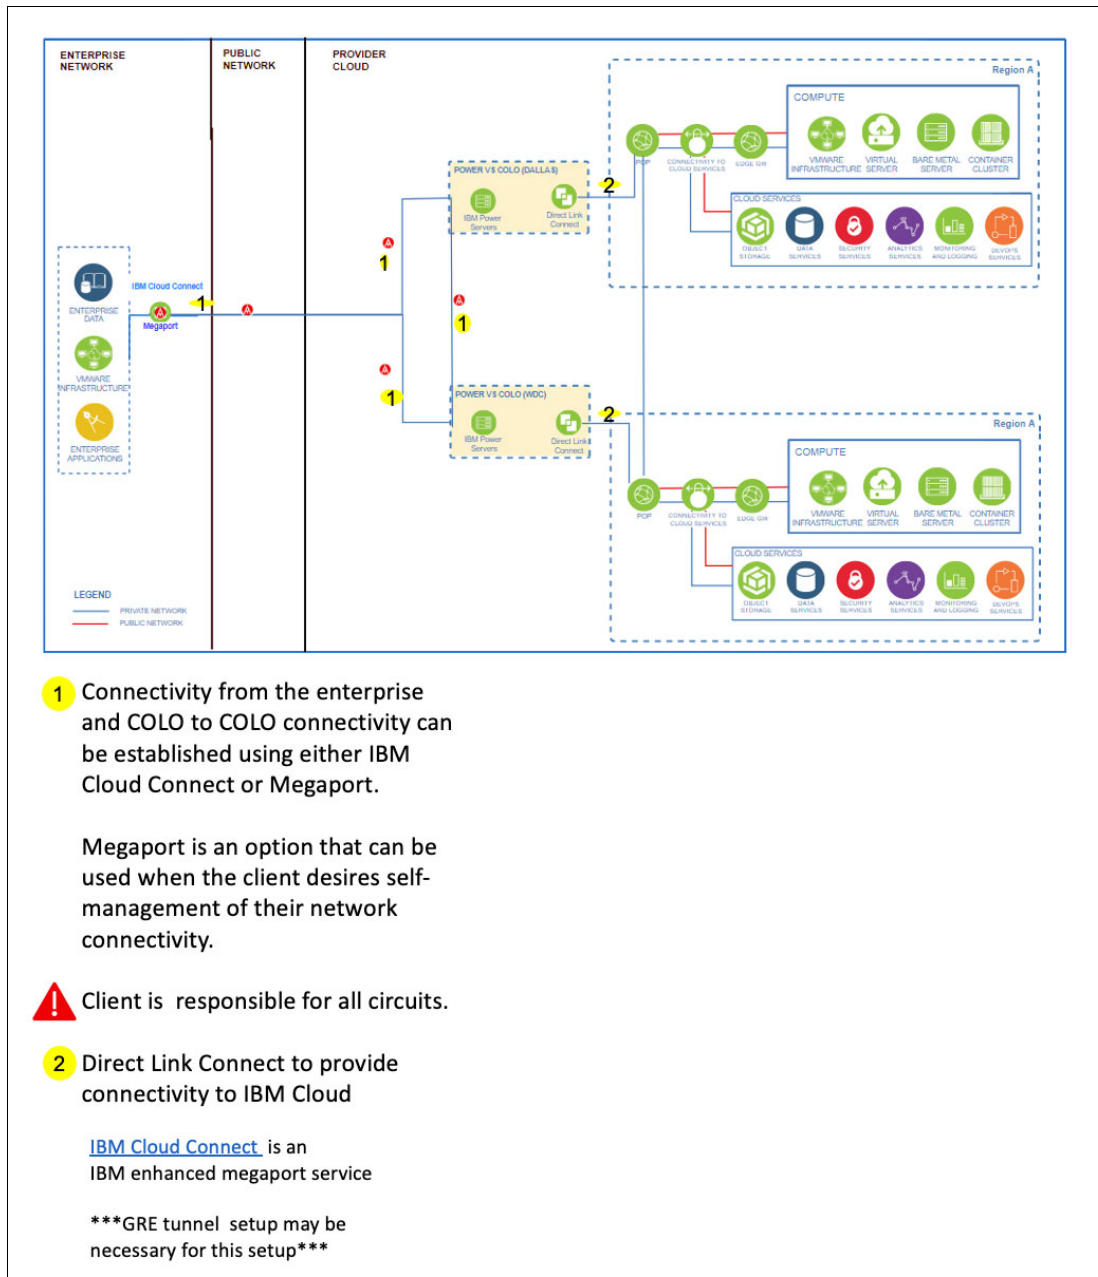 ENTERPRISE
NETWORK
PUBLIC
NETWORK
PROVIDER
CLOUD
Region A
COMPUTE
POP
CONNECTIVITY TO
CLOUD SERVICES
EDGE GW
VMWARE
INFRASTRUCTURE
VIRTUAL
SERVER
BARE METAL
SERVER
CONTAINER
CLUSTER
CLOUD SERVICES
OBJECT
STORAGE
DATA
SERVICES
SECURITY
SERVICES
ANALYTICS
SERVICES
MONITORING
AND LOGGING
DEVOPS
SERVICES
POWER VS COLO (DALLAS)
IBM Power
Servers
Direct Link
Connect
2
1
1
1
1
IBM Cloud Connect
Megaport
ENTERPRISE
DATA
VMWARE
INFRASTRUCTURE
ENTERPRISE
APPLICATIONS
POWER VS COLO (WDC)
IBM Power
Servers
Direct Link
Connect
2
Region A
COMPUTE
POP
CONNECTIVITY TO
CLOUD SERVICES
EDGE GW
VMWARE
INFRASTRUCTURE
VIRTUAL
SERVER
BARE METAL
SERVER
CONTAINER
CLUSTER
CLOUD SERVICES
OBJECT
STORAGE
DATA
SERVICES
SECURITY
SERVICES
ANALYTICS
SERVICES
MONITORING
AND LOGGING
DEVOPS
SERVICES
LEGEND
PRIVATE NETWORK
PUBLIC NETWORK
1 Connectivity from the enterprise
and COLO to COLO connectivity can
be established using either IBM
Cloud Connect or Megaport.
Megaport is an option that can be
used when the client desires self-
management of their network
connectivity.
! Client is responsible for all circuits.
2 Direct Link Connect to provide
connectivity to IBM Cloud
IBM Cloud Connect is an
IBM enhanced megaport service
***GRE tunnel setup may be
necessary for this setup***